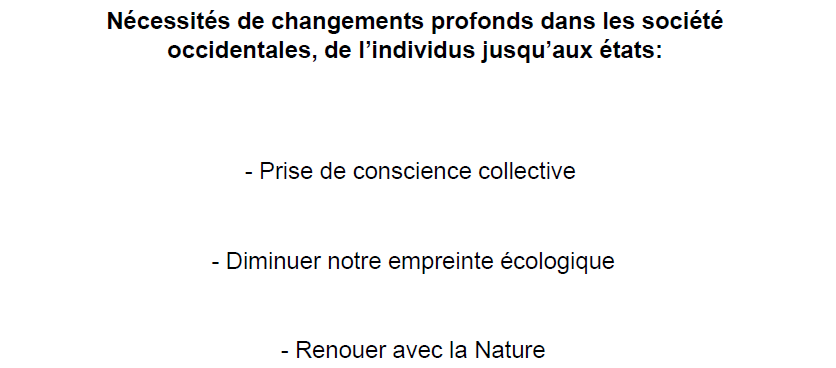 Nécessités de changements profonds dans les société
occidentales, de l'individus jusqu'aux états:
- Prise de conscience collective
- Diminuer notre empreinte écologique
- Renouer avec la Nature